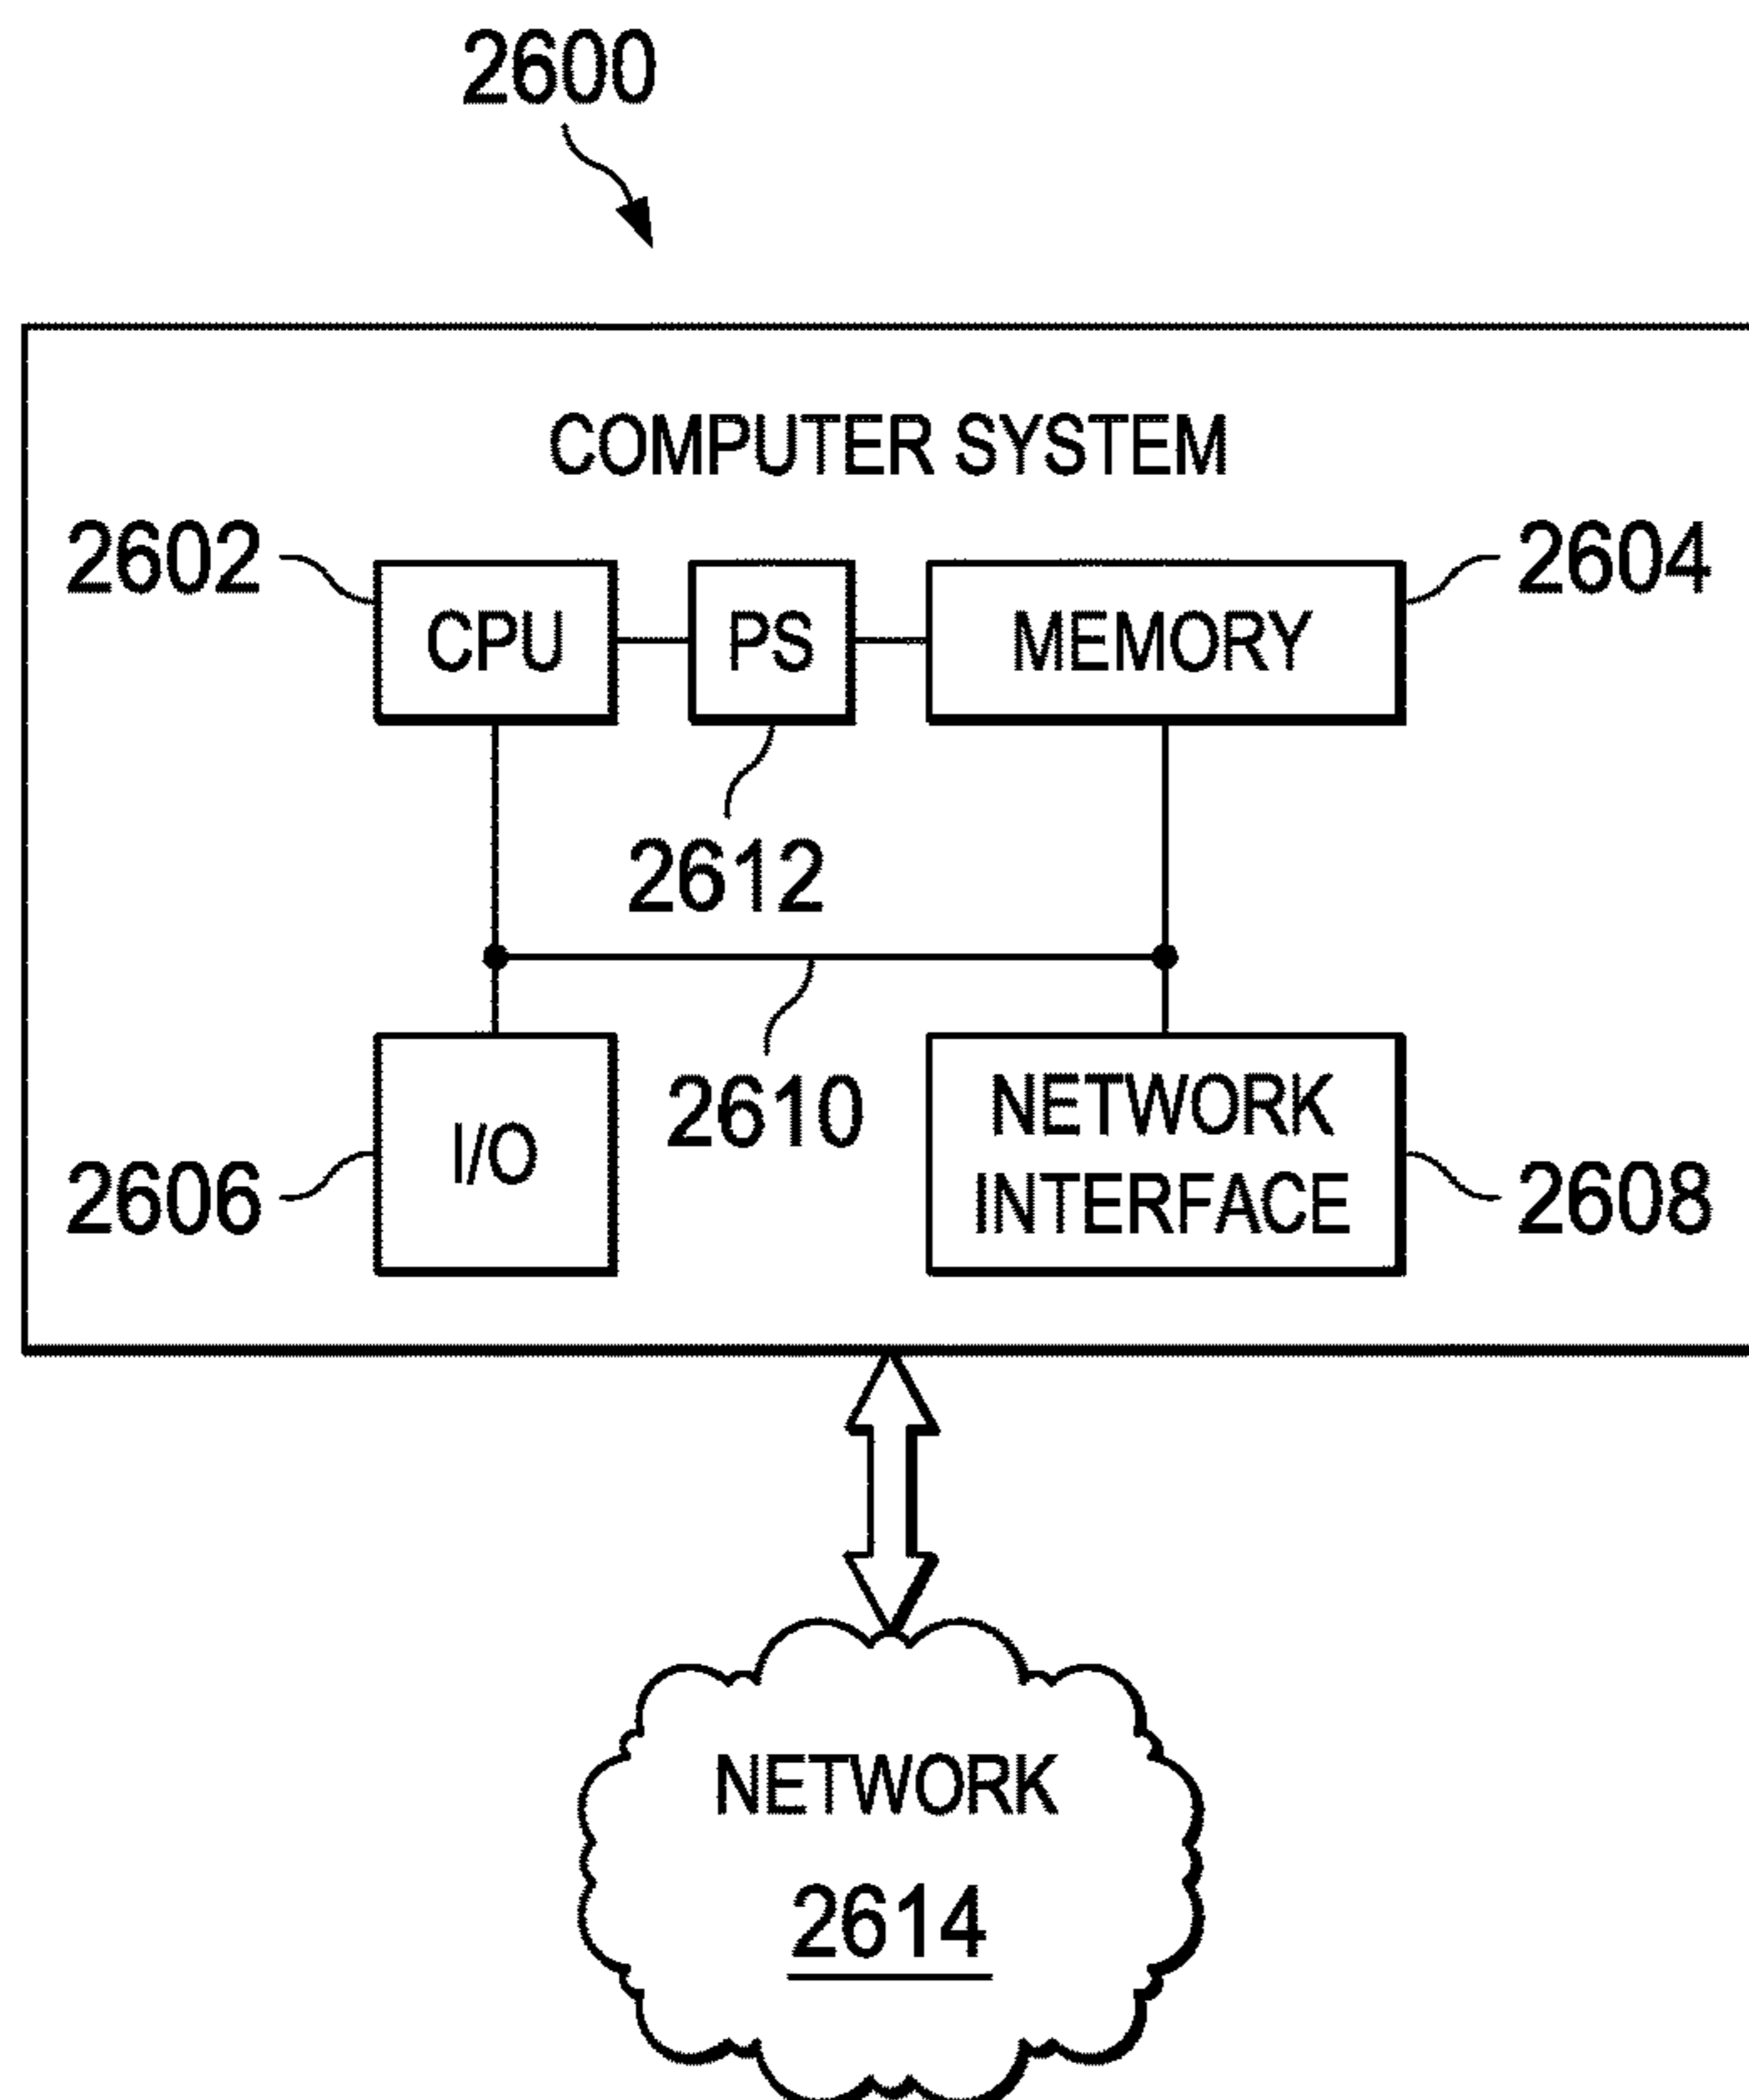 2600
COMPUTER SYSTEM
2602
2604
CPU
PS
MEMORY
2612
2610
I/O
NETWORK
INTERFACE
2606
2608
NETWORK
2614